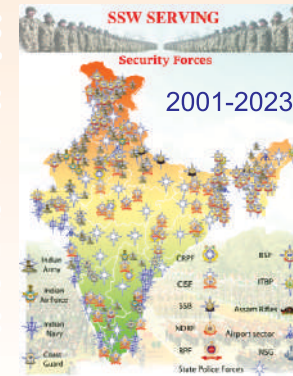 SSW SERVING
Security Forces
2001-2023
Indian
Army
Indian
Air Force
Indian
Navy
Coast
Guard
CRPF
CISF
SSB
NDRF
RPF
State Police Forces
BSF
ITBP
Assam Rifles
Airport sector
NSG